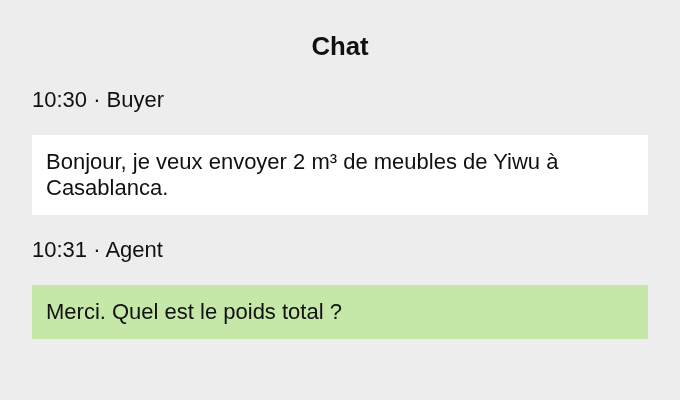 Chat
10:30 · Buyer
Bonjour, je veux envoyer 2 m³ de meubles de Yiwu à
Casablanca.
10:31 · Agent
Merci. Quel est le poids total ?